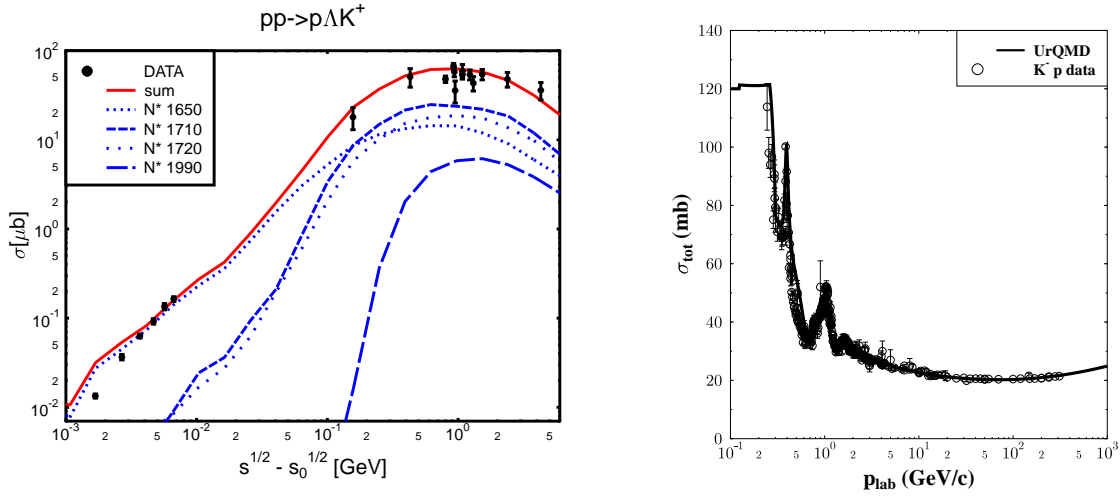 pp->pΛK+
σ[μb]
10^2
5
2
10^1
5
2
10^0
5
2
10^-1
5
2
10^-2
DATA
sum
N* 1650
N* 1710
N* 1720
N* 1990
10^-3 2 5 10^-2 2 5 10^-1 2 5 10^0 2 5
s^1/2 - s_0^1/2 [GeV]
σ_tot (mb)
140
120
100
80
60
40
20
0
UrQMD
K^- p data
10^-1 2 5 10^0 2 5 10^1 2 5 10^2 2 5 10^3
p_lab (GeV/c)